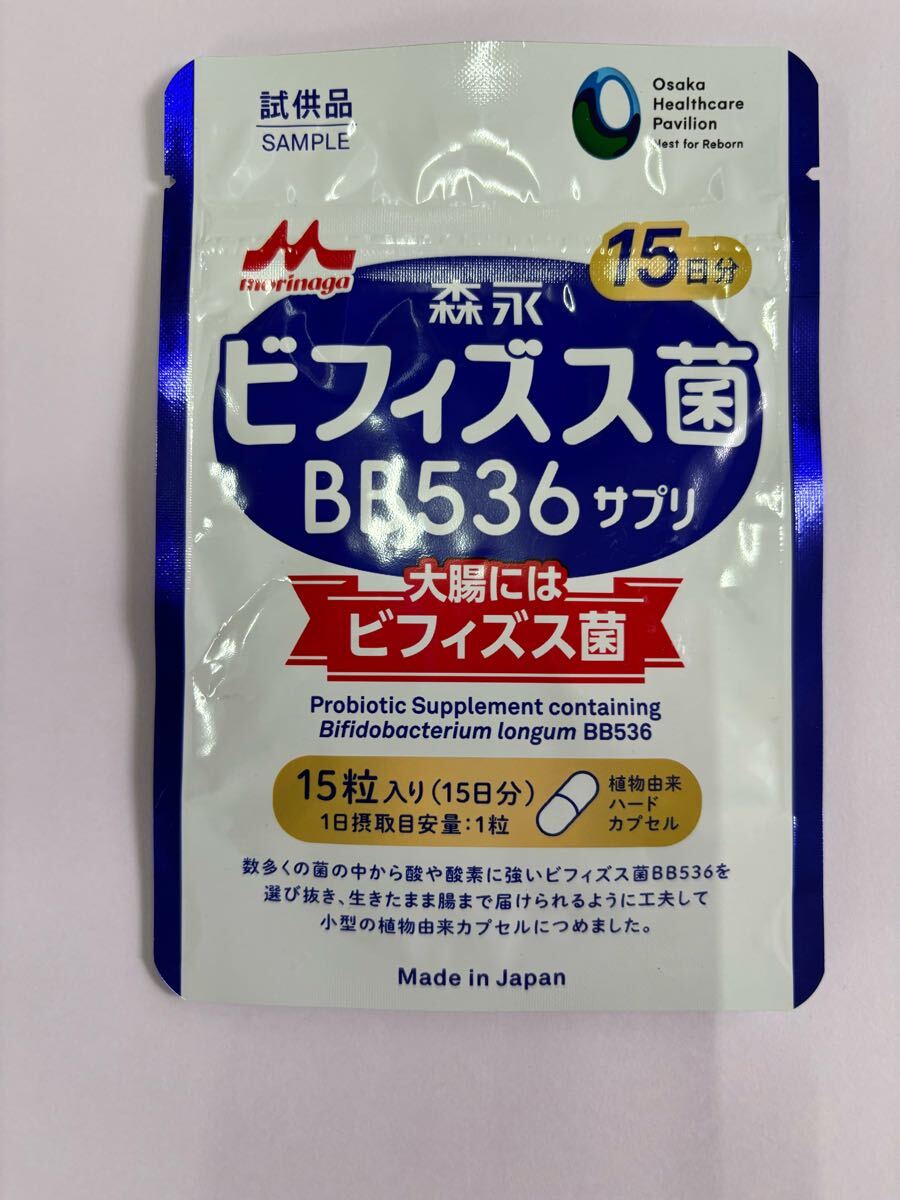 試供品
SAMPLE
Osaka
Healthcare
Pavilion
Nest for Reborn
morinaga
15日分
森永
ビフィズス菌
BB536 サプリ
大腸には
ビフィズス菌
Probiotic Supplement containing
Bifidobacterium longum BB536
15粒入り(15日分)
1日摂取目安量:1粒
植物由来
ハード
カプセル
数多くの菌の中から酸や酸素に強いビフィズス菌BB536を
選び抜き、生きたまま腸まで届けられるように工夫して
小型の植物由来カプセルにつめました。
Made in Japan